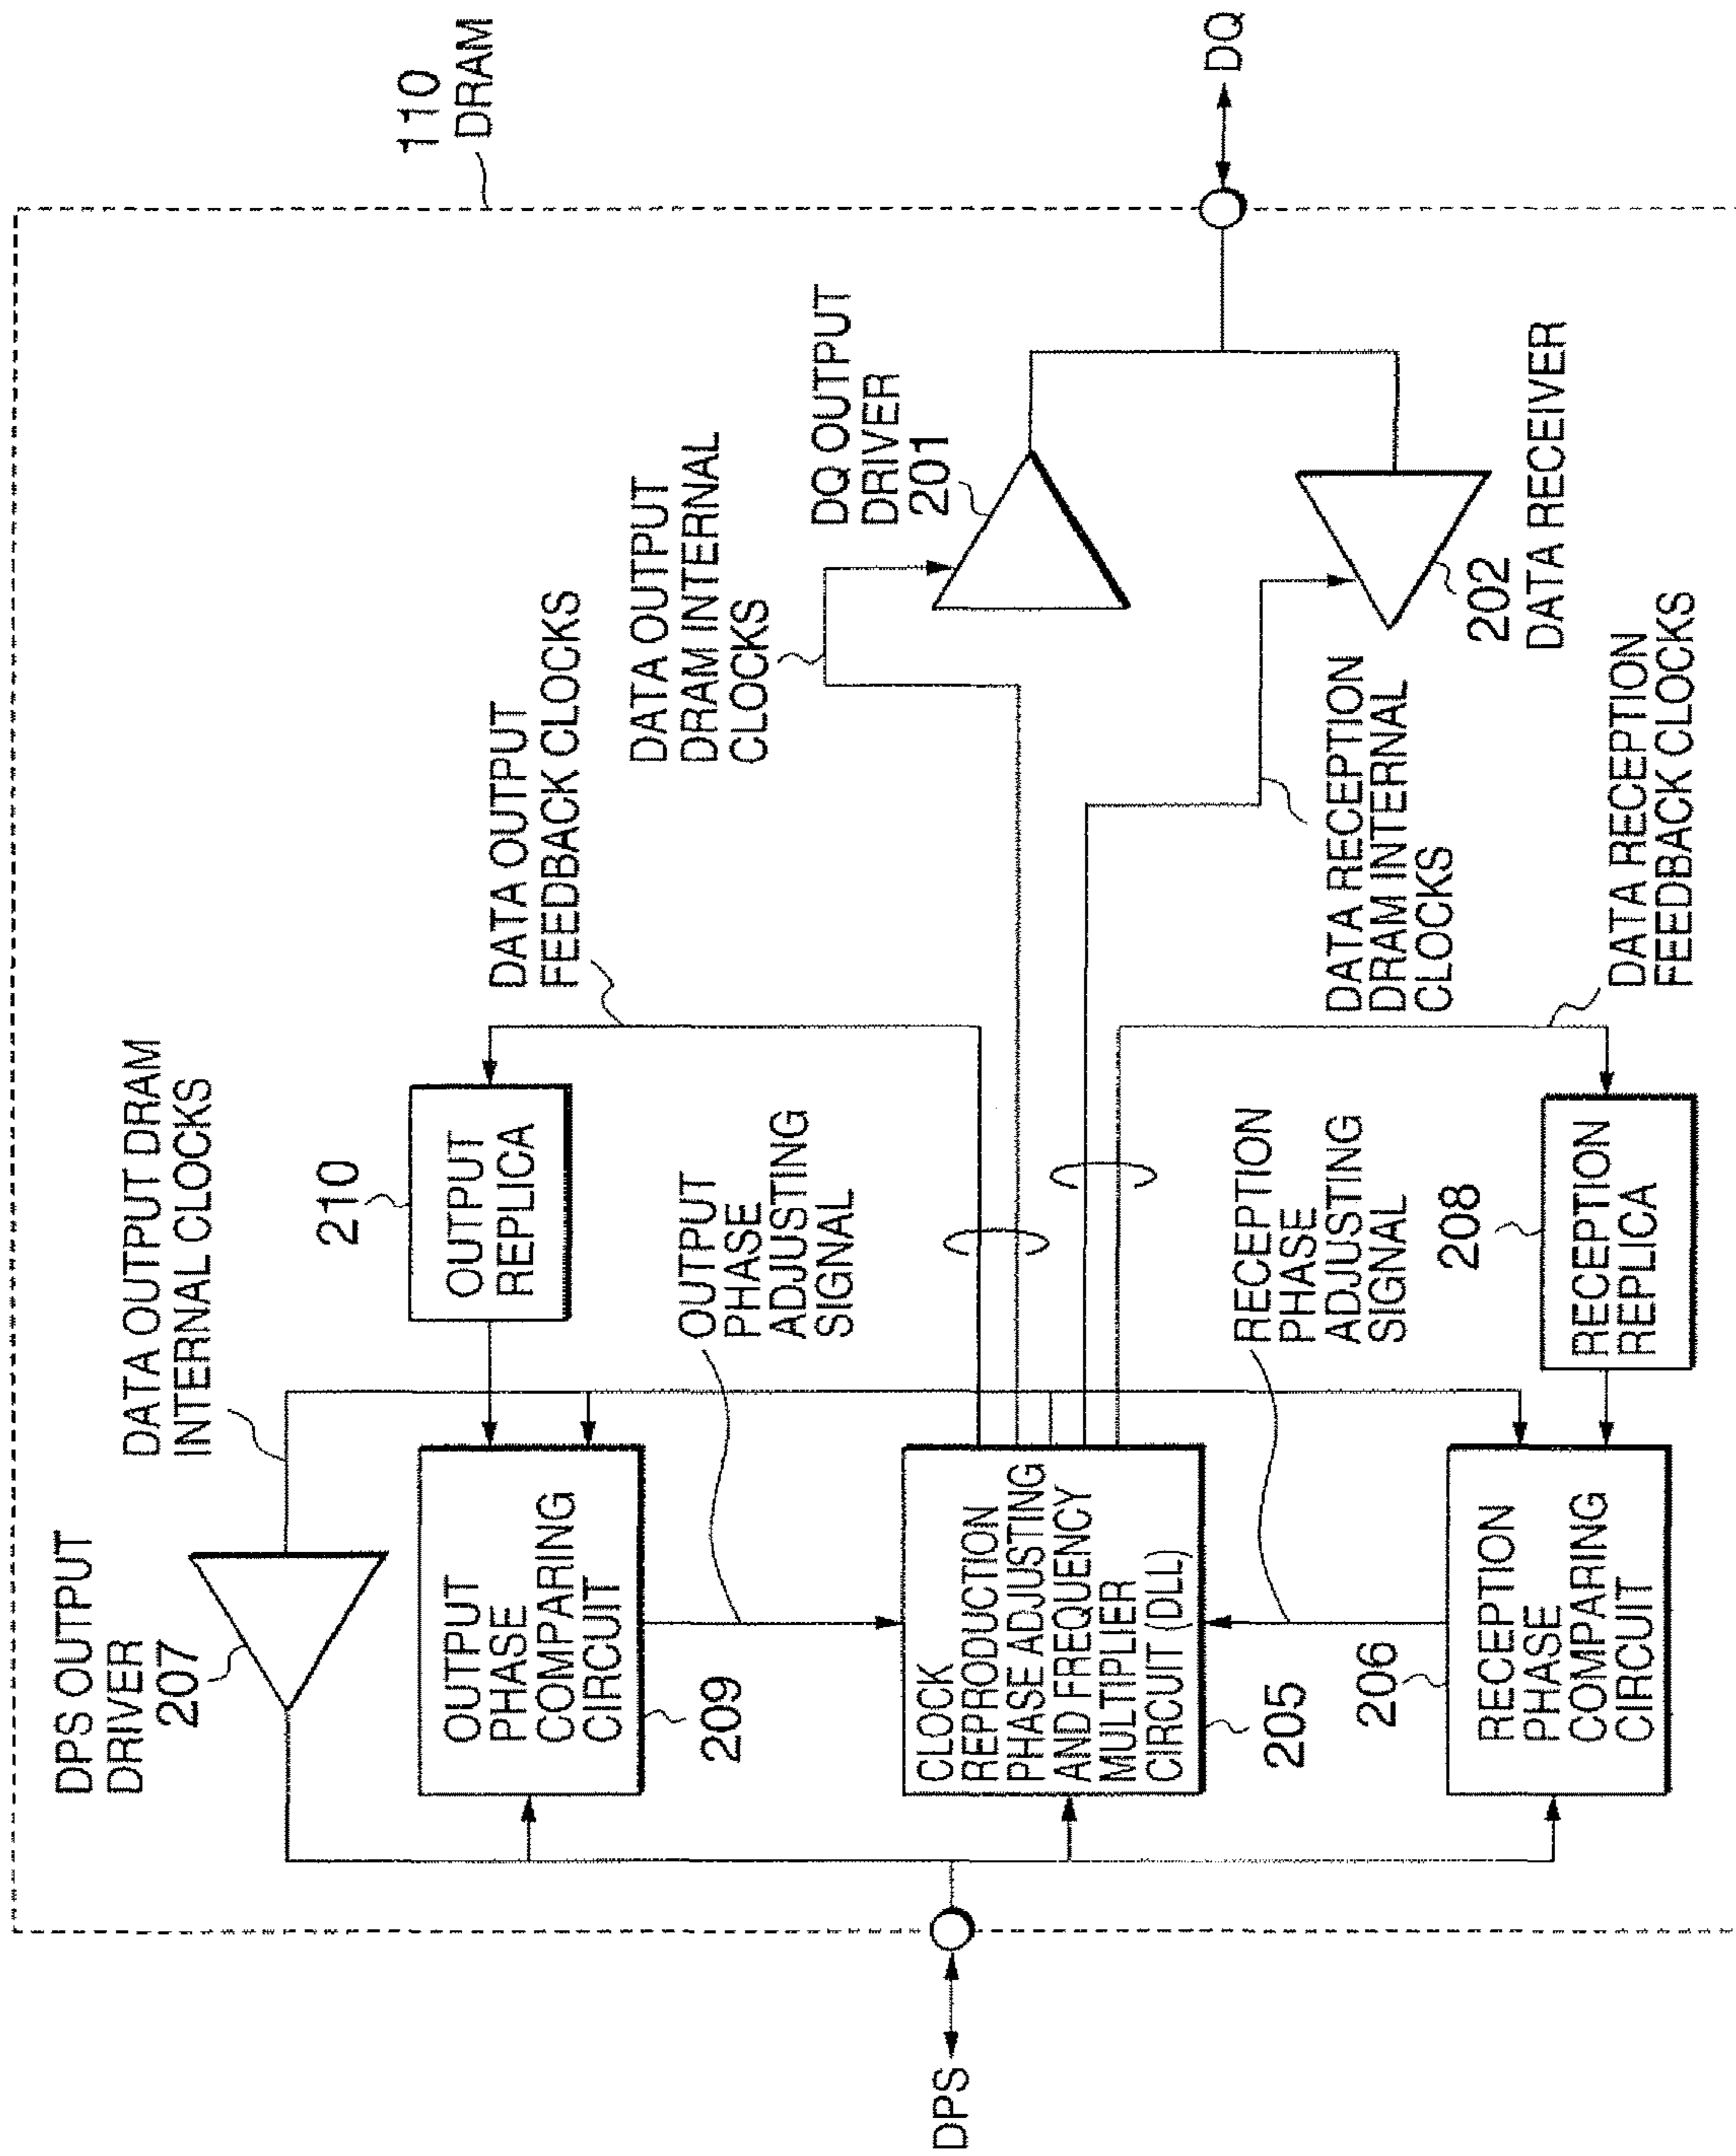 110
DRAM
DPS OUTPUT
DRIVER
207
DATA OUTPUT DRAM
INTERNAL CLOCKS
210
OUTPUT
REPLICA
DATA OUTPUT
FEEDBACK CLOCKS
DATA OUTPUT
DRAM INTERNAL
CLOCKS
DQ OUTPUT
DRIVER
201
OUTPUT
PHASE
COMPARING
CIRCUIT
209
OUTPUT
PHASE
ADJUSTING
SIGNAL
DPS
CLOCK
REPRODUCTION
PHASE ADJUSTING
AND FREQUENCY
MULTIPLIER
CIRCUIT (DLL)
205
DQ
RECEPTION
PHASE
ADJUSTING
SIGNAL
DATA RECEPTION
DRAM INTERNAL
CLOCKS
202
DATA RECEIVER
206
RECEPTION
PHASE
COMPARING
CIRCUIT
208
RECEPTION
REPLICA
DATA RECEPTION
FEEDBACK CLOCKS